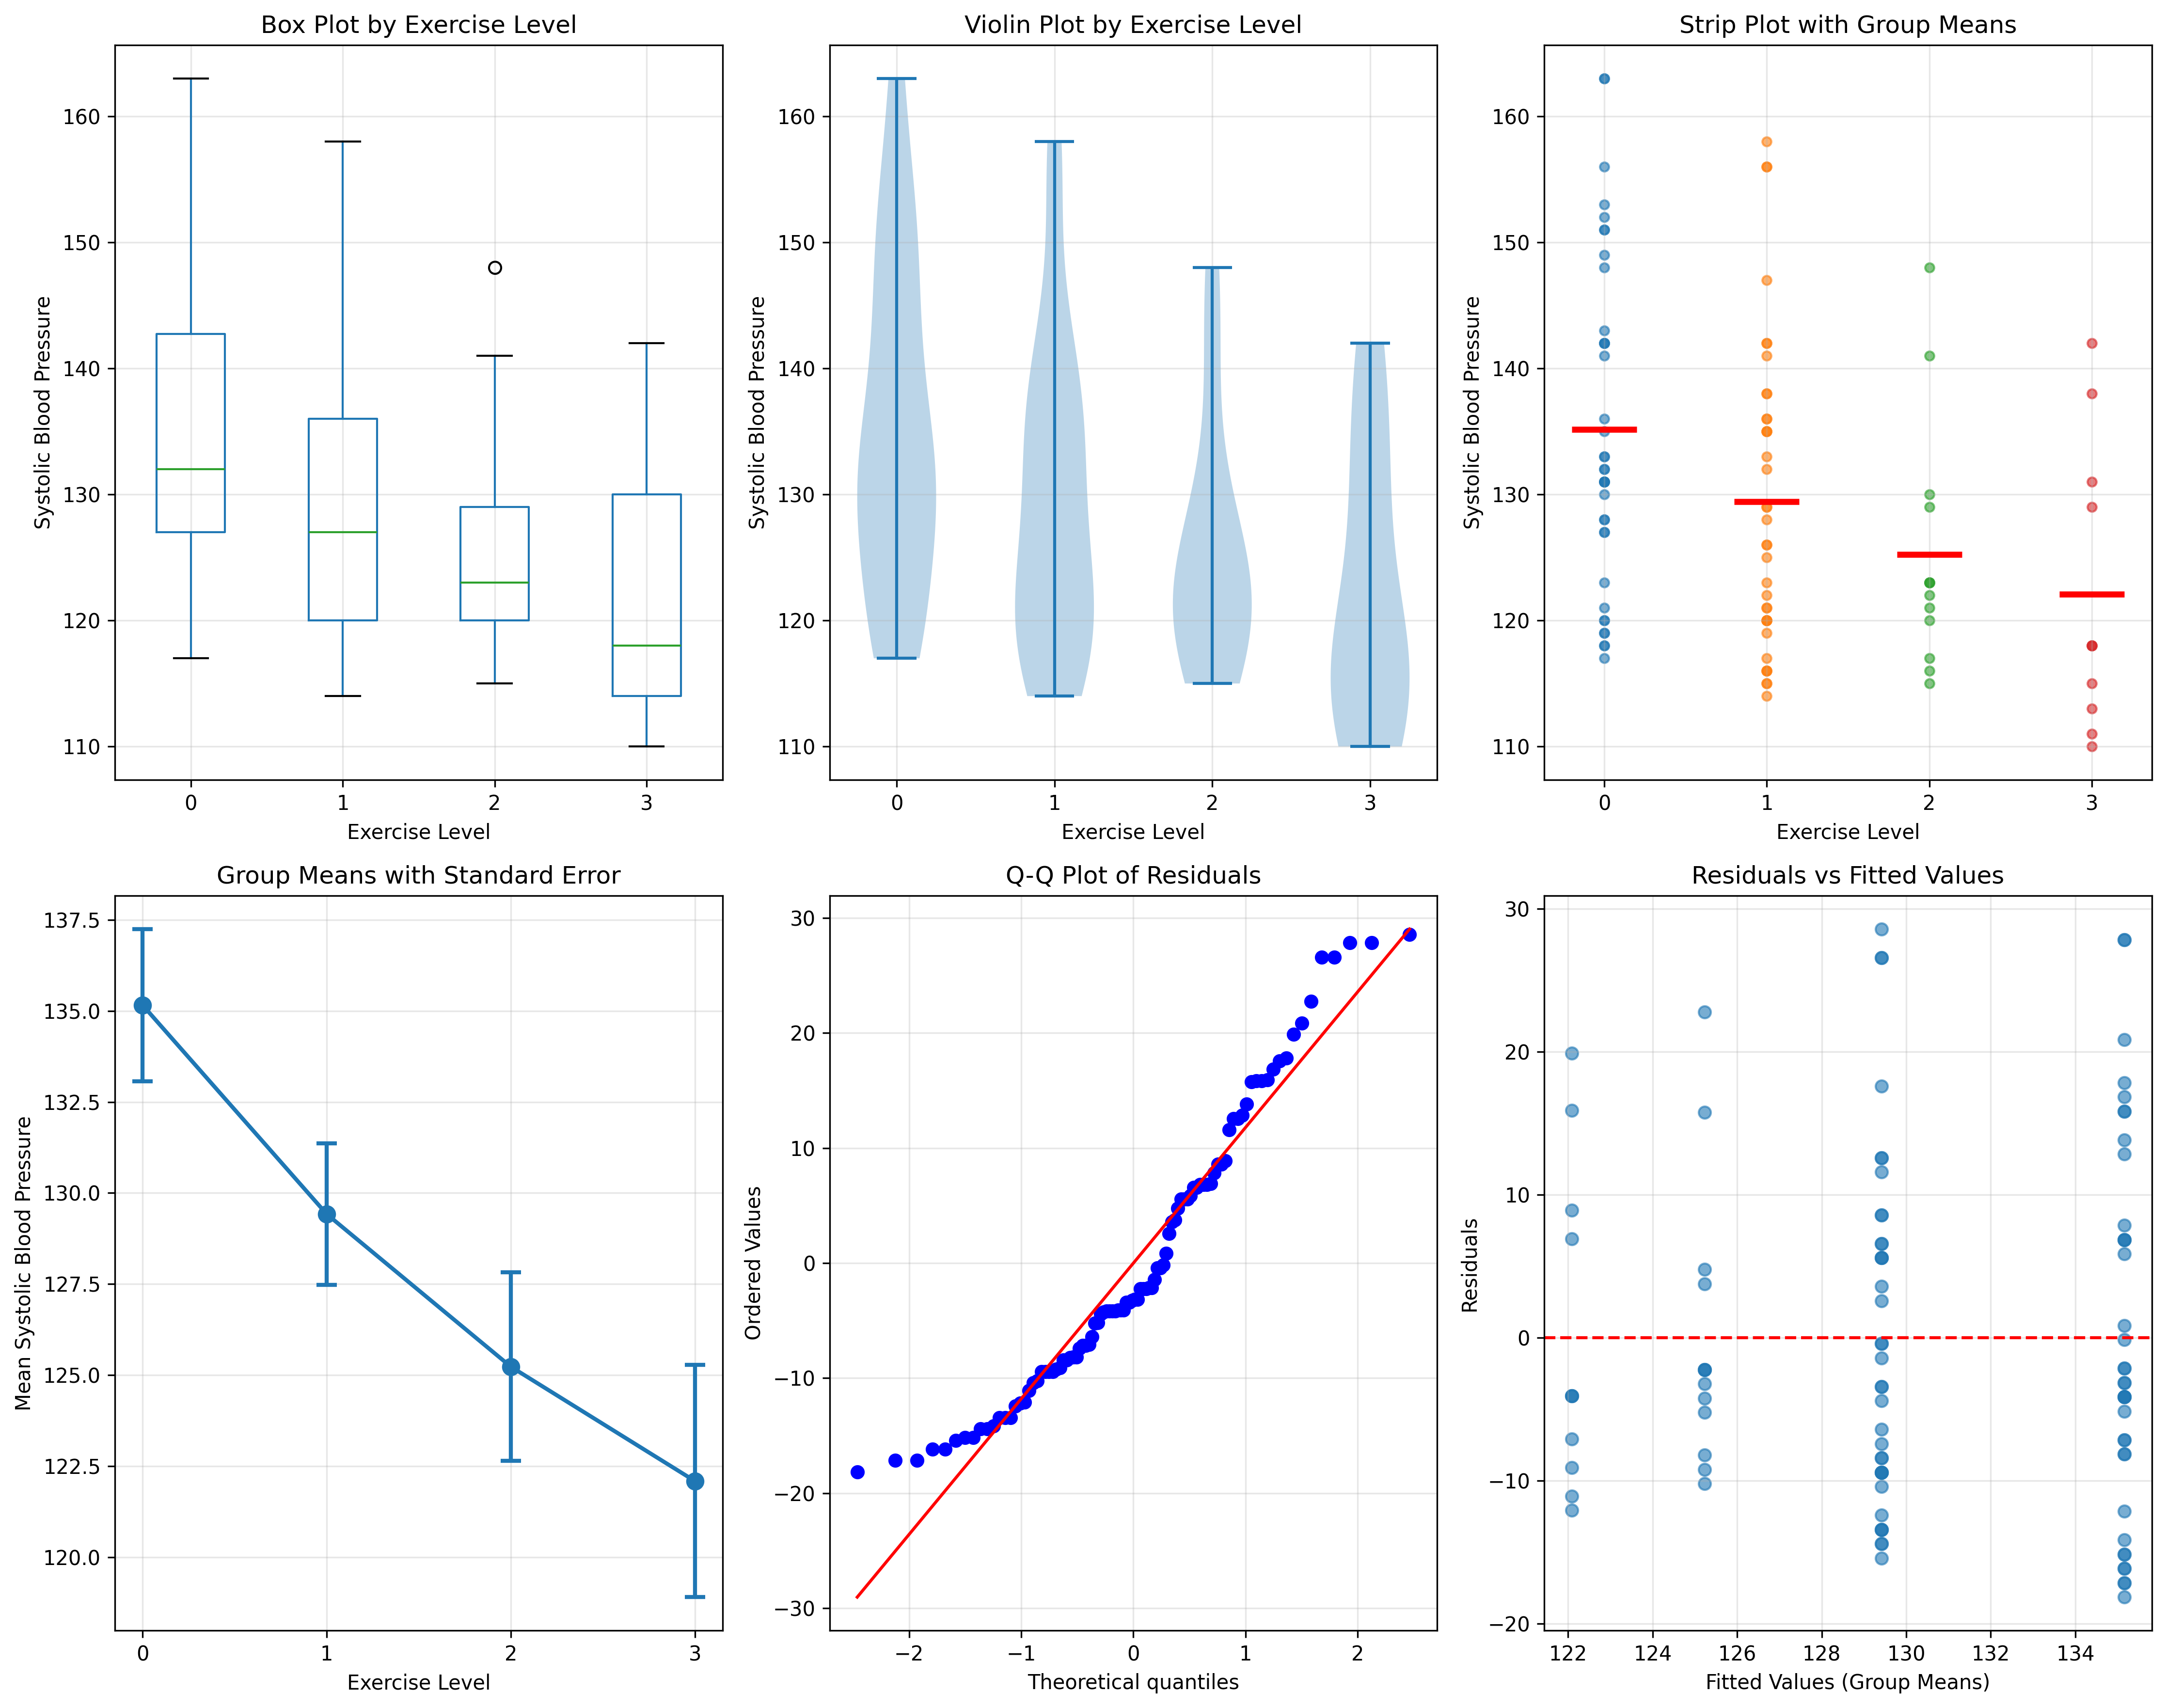 Box Plot by Exercise Level
Systolic Blood Pressure
160
150
140
130
120
110
0 1 2 3
Exercise Level
Violin Plot by Exercise Level
Systolic Blood Pressure
160
150
140
130
120
110
0 1 2 3
Exercise Level
Strip Plot with Group Means
Systolic Blood Pressure
160
150
140
130
120
110
0 1 2 3
Exercise Level
Group Means with Standard Error
Mean Systolic Blood Pressure
137.5
135.0
132.5
130.0
127.5
125.0
122.5
120.0
0 1 2 3
Exercise Level
Q-Q Plot of Residuals
Ordered Values
30
20
10
0
−10
−20
−30
−2 −1 0 1 2
Theoretical quantiles
Residuals vs Fitted Values
Residuals
30
20
10
0
−10
−20
122 124 126 128 130 132 134
Fitted Values (Group Means)